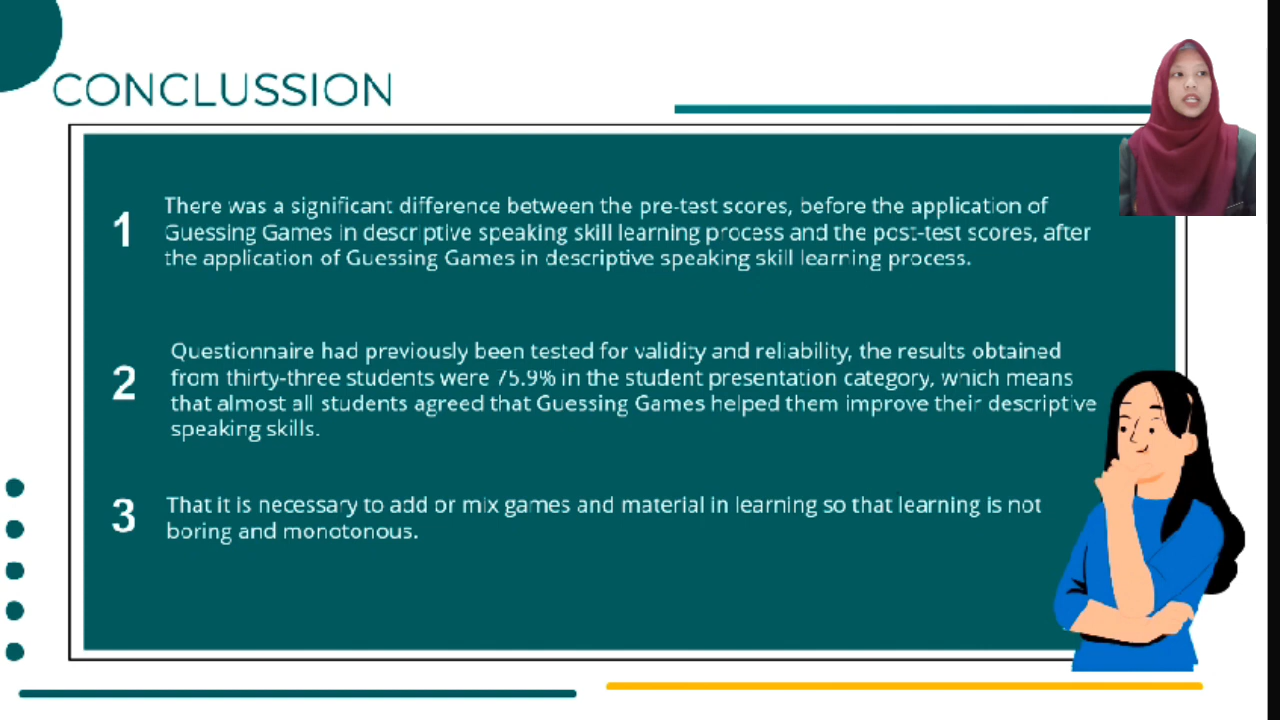 CONCLUSSION
1
There was a significant difference between the pre-test scores, before the application of
Guessing Games in descriptive speaking skill learning process and the post-test scores, after
the application of Guessing Games in descriptive speaking skill learning process.
2
Questionnaire had previously been tested for validity and reliability, the results obtained
from thirty-three students were 75.9% in the student presentation category, which means
that almost all students agreed that Guessing Games helped them improve their descriptive
speaking skills.
3
That it is necessary to add or mix games and material in learning so that learning is not
boring and monotonous.